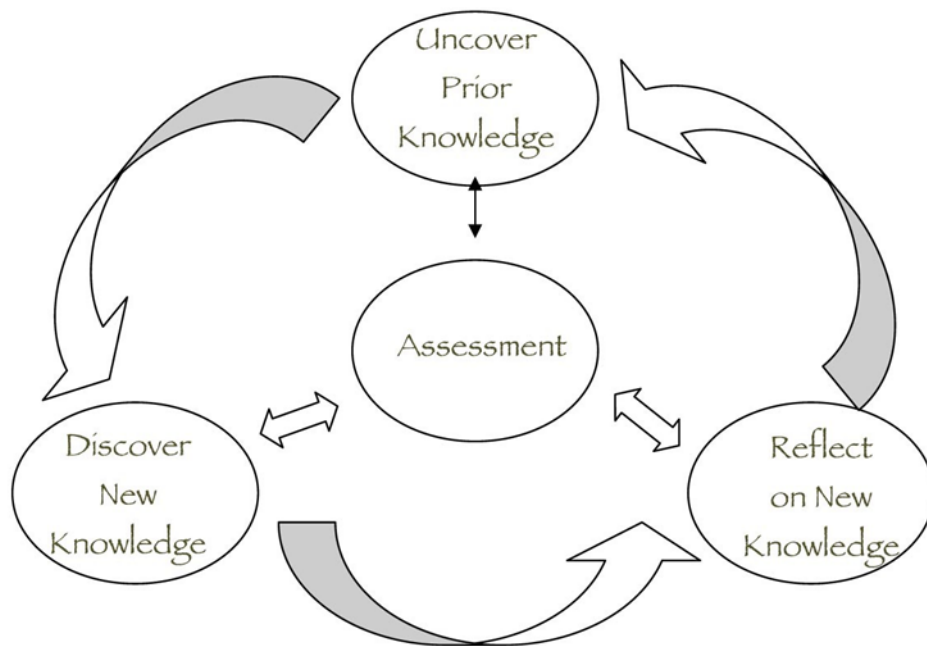 Uncover
Prior
Knowledge
Assessment
Discover
New
Knowledge
Reflect
on New
Knowledge